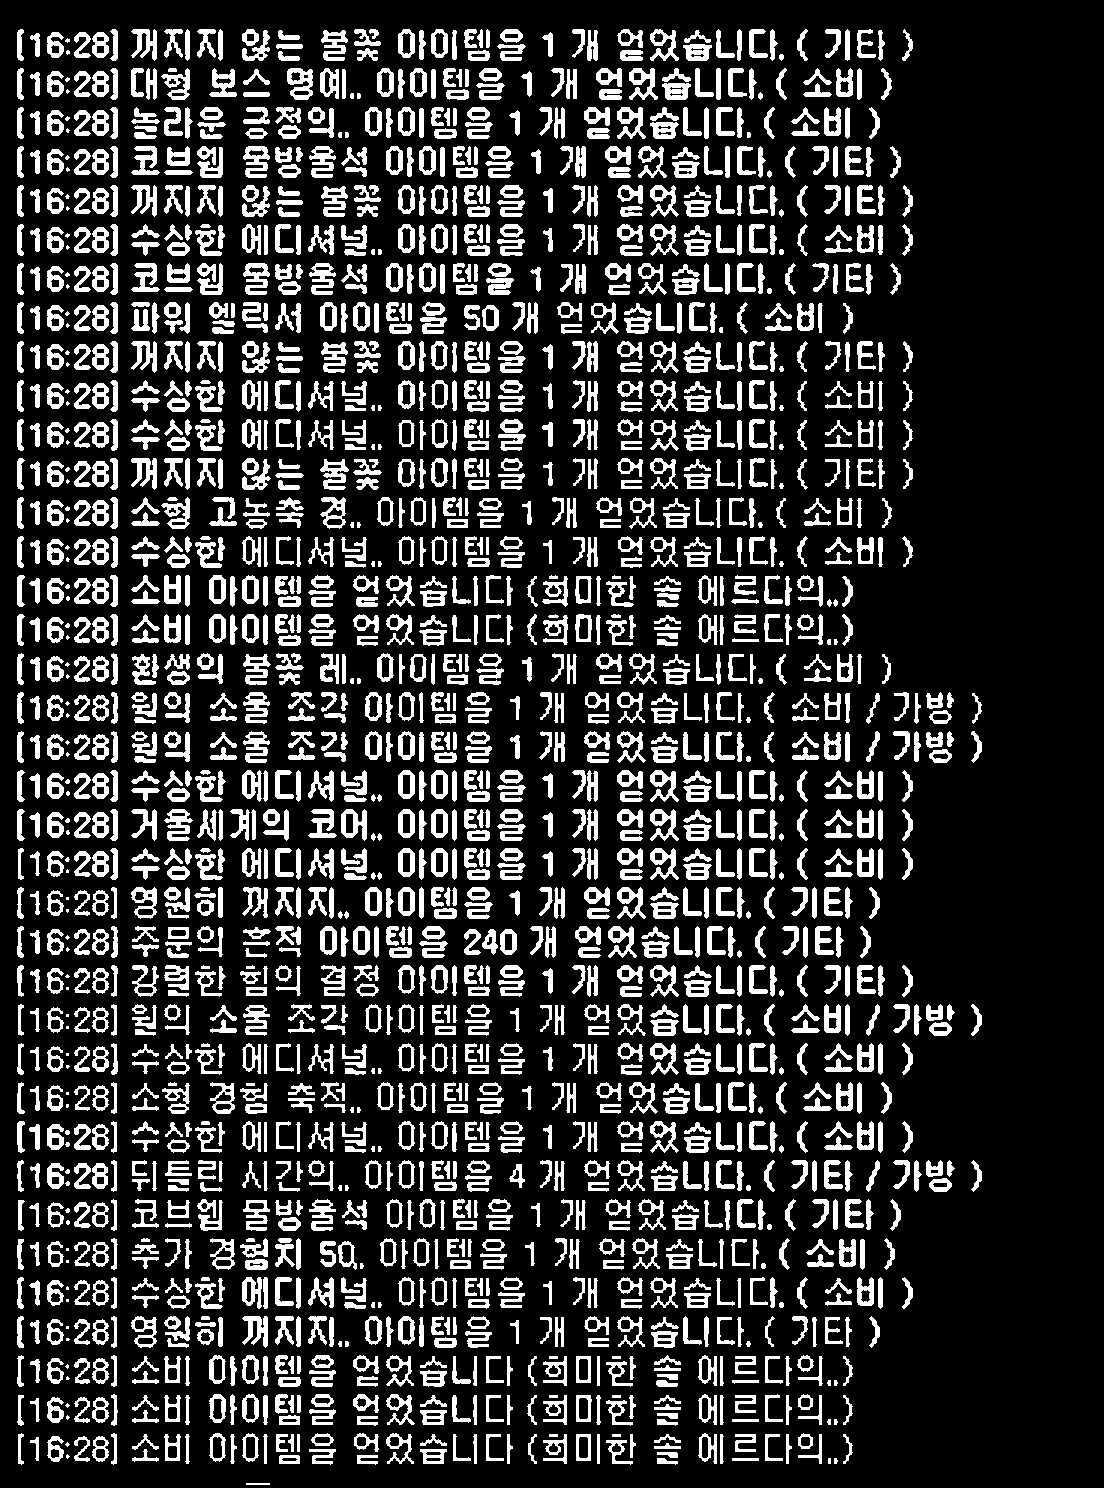 [16:28] 꺼지지 않는 불꽃 아이템을 1 개 얻었습니다. ( 기타 )
[16:28] 대형 보스 명예.. 아이템을 1 개 얻었습니다. ( 소비 )
[16:28] 놀라운 긍정의.. 아이템을 1 개 얻었습니다. ( 소비 )
[16:28] 코브웹 물방울석 아이템을 1 개 얻었습니다. ( 기타 )
[16:28] 꺼지지 않는 불꽃 아이템을 1 개 얻었습니다. ( 기타 )
[16:28] 수상한 에디셔널.. 아이템을 1 개 얻었습니다. ( 소비 )
[16:28] 코브웹 물방울석 아이템을 1 개 얻었습니다. ( 기타 )
[16:28] 파워 엘릭서 아이템을 50 개 얻었습니다. ( 소비 )
[16:28] 꺼지지 않는 불꽃 아이템을 1 개 얻었습니다. ( 기타 )
[16:28] 수상한 에디셔널.. 아이템을 1 개 얻었습니다. ( 소비 )
[16:28] 수상한 에디셔널.. 아이템을 1 개 얻었습니다. ( 소비 )
[16:28] 꺼지지 않는 불꽃 아이템을 1 개 얻었습니다. ( 기타 )
[16:28] 소형 고농축 경.. 아이템을 1 개 얻었습니다. ( 소비 )
[16:28] 수상한 에디셔널.. 아이템을 1 개 얻었습니다. ( 소비 )
[16:28] 소비 아이템을 얻었습니다 (희미한 솔 에르다의..)
[16:28] 소비 아이템을 얻었습니다 (희미한 솔 에르다의..)
[16:28] 환생의 불꽃 레.. 아이템을 1 개 얻었습니다. ( 소비 )
[16:28] 원의 소울 조각 아이템을 1 개 얻었습니다. ( 소비 / 가방 )
[16:28] 원의 소울 조각 아이템을 1 개 얻었습니다. ( 소비 / 가방 )
[16:28] 수상한 에디셔널.. 아이템을 1 개 얻었습니다. ( 소비 )
[16:28] 거울세계의 코어.. 아이템을 1 개 얻었습니다. ( 소비 )
[16:28] 수상한 에디셔널.. 아이템을 1 개 얻었습니다. ( 소비 )
[16:28] 영원히 꺼지지.. 아이템을 1 개 얻었습니다. ( 기타 )
[16:28] 주문의 흔적 아이템을 240 개 얻었습니다. ( 기타 )
[16:28] 강렬한 힘의 결정 아이템을 1 개 얻었습니다. ( 기타 )
[16:28] 원의 소울 조각 아이템을 1 개 얻었습니다. ( 소비 / 가방 )
[16:28] 수상한 에디셔널.. 아이템을 1 개 얻었습니다. ( 소비 )
[16:28] 소형 경험 축적.. 아이템을 1 개 얻었습니다. ( 소비 )
[16:28] 수상한 에디셔널.. 아이템을 1 개 얻었습니다. ( 소비 )
[16:28] 뒤틀린 시간의.. 아이템을 4 개 얻었습니다. ( 기타 / 가방 )
[16:28] 코브웹 물방울석 아이템을 1 개 얻었습니다. ( 기타 )
[16:28] 추가 경험치 50.. 아이템을 1 개 얻었습니다. ( 소비 )
[16:28] 수상한 에디셔널.. 아이템을 1 개 얻었습니다. ( 소비 )
[16:28] 영원히 꺼지지.. 아이템을 1 개 얻었습니다. ( 기타 )
[16:28] 소비 아이템을 얻었습니다 (희미한 솔 에르다의..)
[16:28] 소비 아이템을 얻었습니다 (희미한 솔 에르다의..)
[16:28] 소비 아이템을 얻었습니다 (희미한 솔 에르다의..)